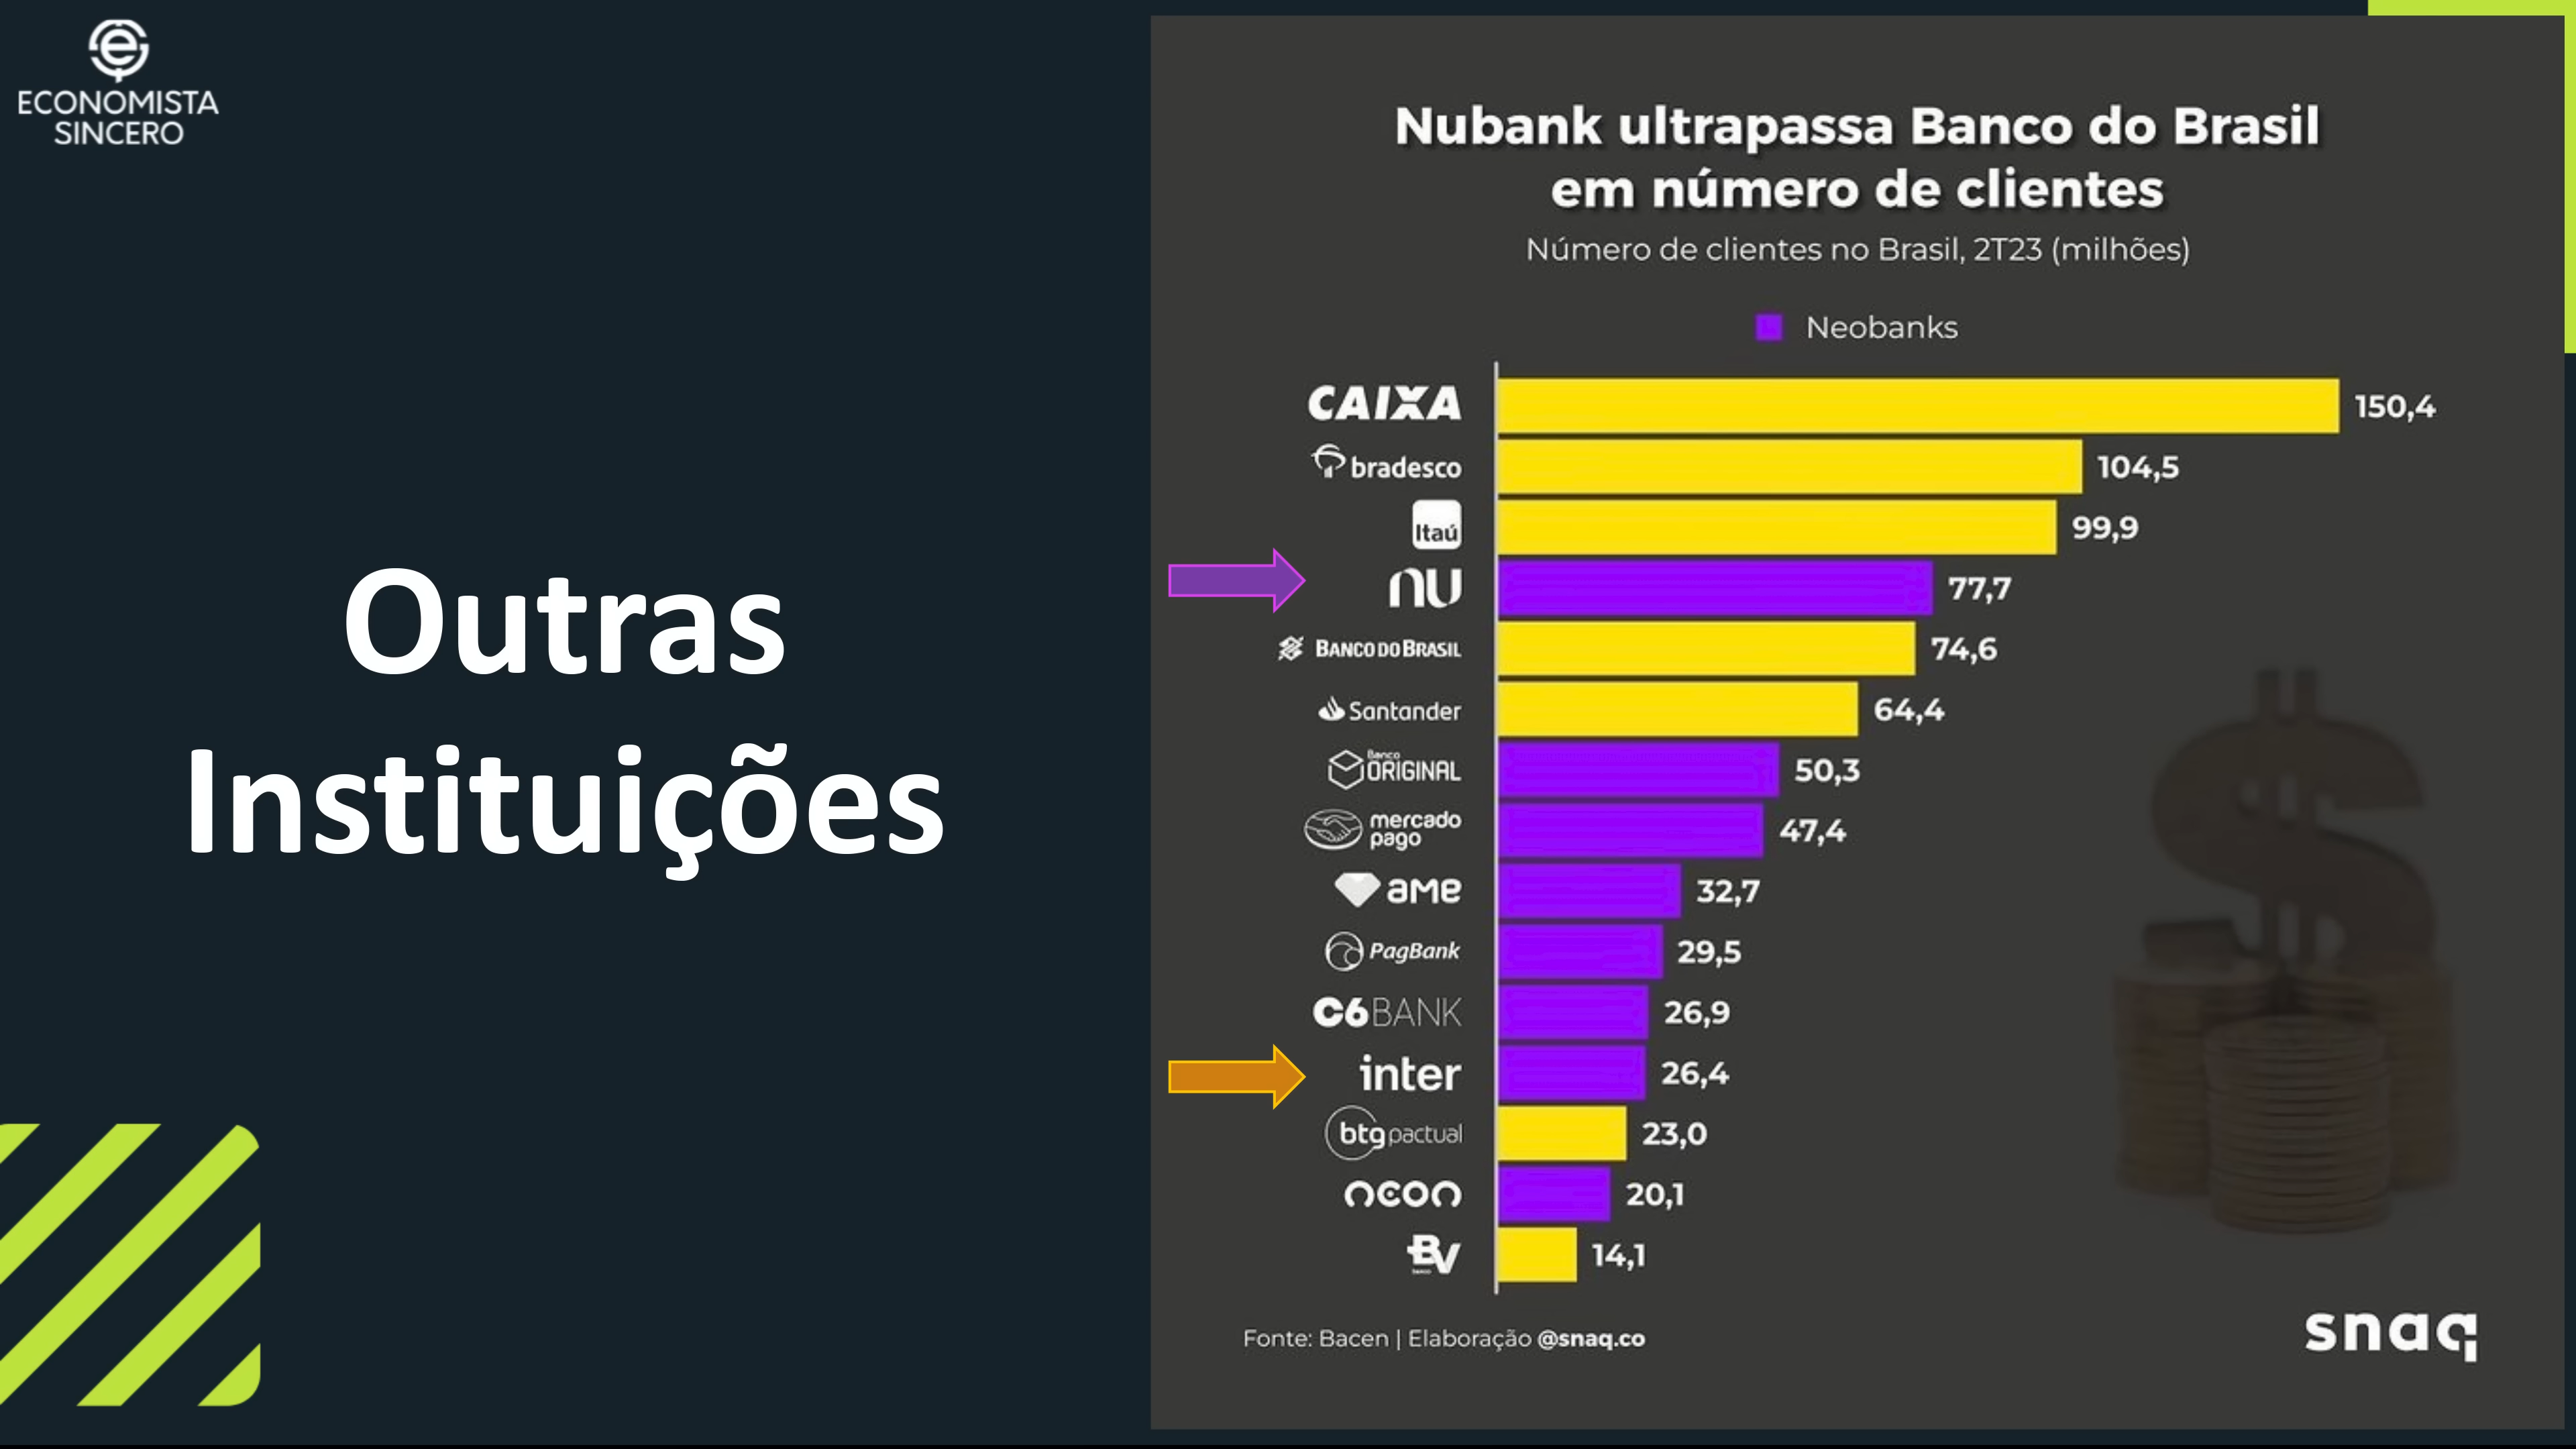 ECONOMISTA
SINCERO
Outras
Instituições
Nubank ultrapassa Banco do Brasil
em número de clientes
Número de clientes no Brasil, 2T23 (milhões)
Neobanks
CAIXA 150,4
bradesco 104,5
Itaú 99,9
nu 77,7
BANCO DO BRASIL 74,6
Santander 64,4
Banco ORIGINAL 50,3
mercado
pago 47,4
ame 32,7
PagBank 29,5
C6 BANK 26,9
inter 26,4
btg pactual 23,0
neon 20,1
BV 14,1
Fonte: Bacen | Elaboração @snaq.co
snaq